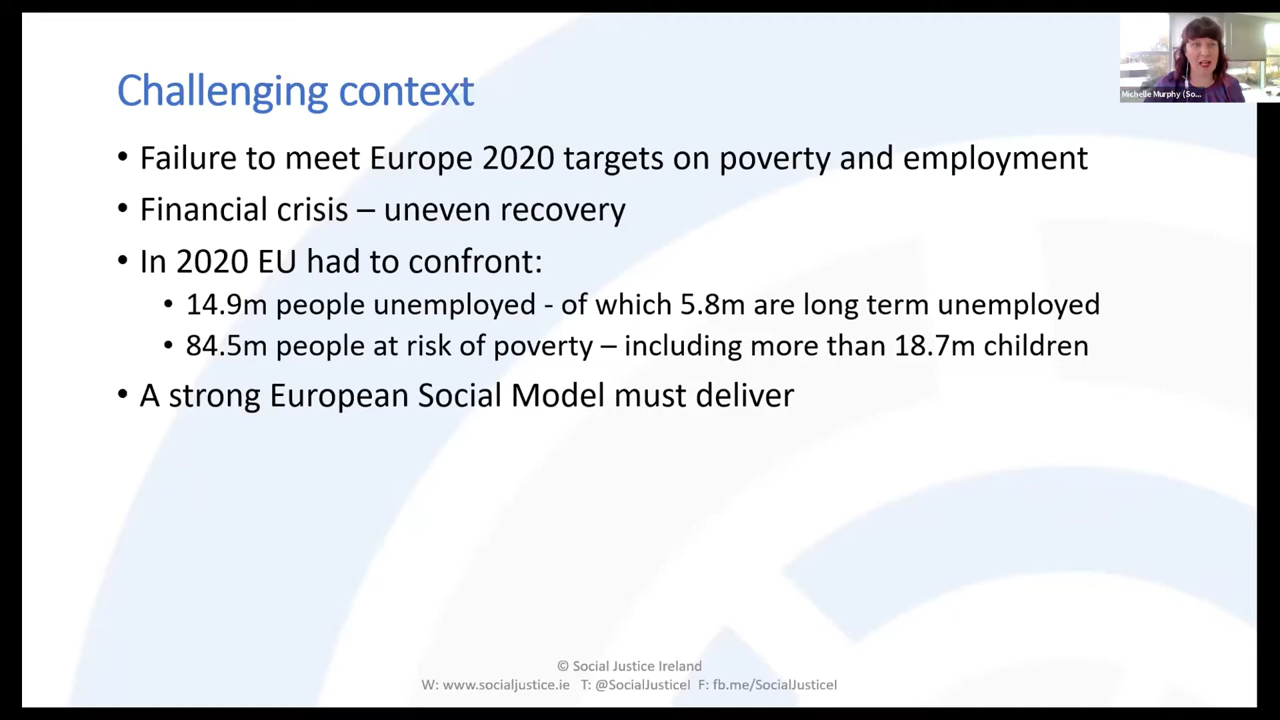 Challenging context
Michelle Murphy (So...
• Failure to meet Europe 2020 targets on poverty and employment
• Financial crisis – uneven recovery
• In 2020 EU had to confront:
• 14.9m people unemployed - of which 5.8m are long term unemployed
• 84.5m people at risk of poverty – including more than 18.7m children
• A strong European Social Model must deliver
© Social Justice Ireland
W: www.socialjustice.ie T: @SocialJusticeI F: fb.me/SocialJusticeI